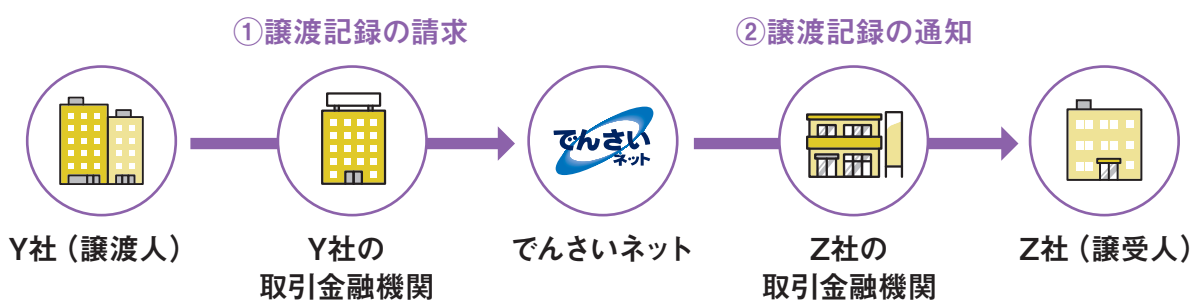 ①譲渡記録の請求
②譲渡記録の通知
でんさい
ネット
Y社（譲渡人）
Y社の
取引金融機関
でんさいネット
Z社の
取引金融機関
Z社（譲受人）